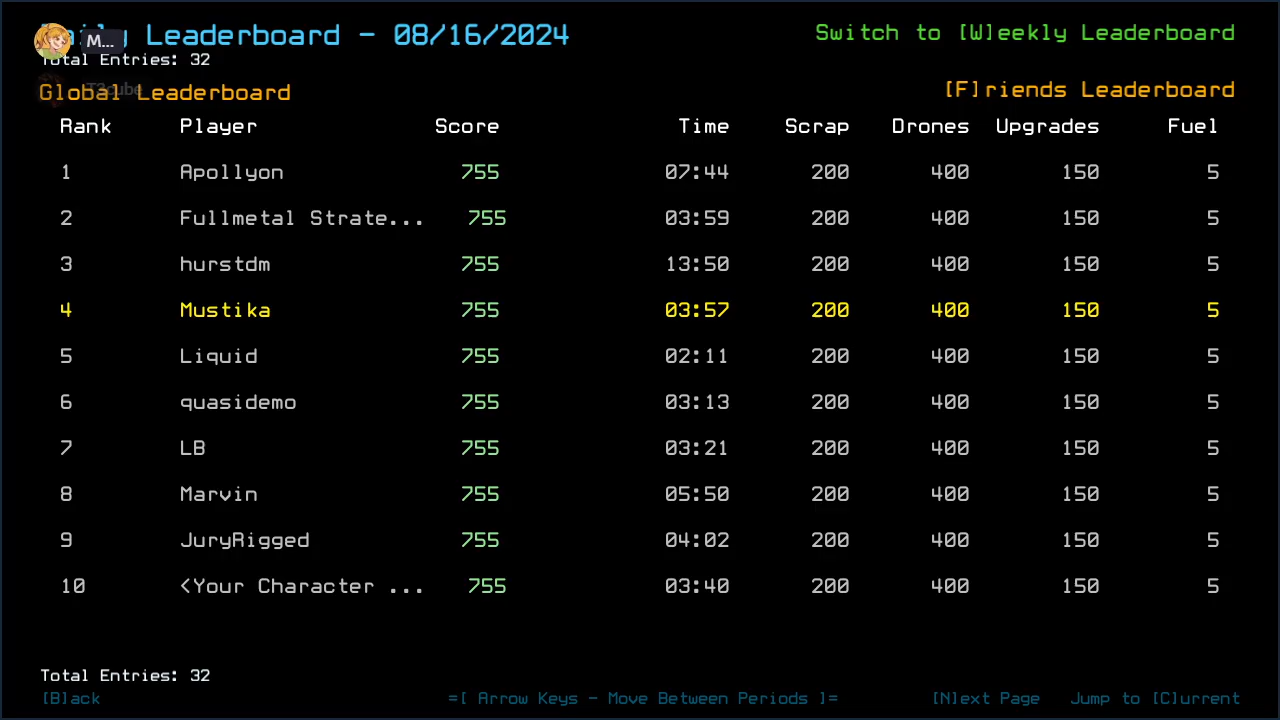 Daily Leaderboard - 08/16/2024
Switch to [W]eekly Leaderboard
M...
Total Entries: 32
T3cube
Global Leaderboard
[F]riends Leaderboard
Rank Player Score Time Scrap Drones Upgrades Fuel
1 Apollyon 755 07:44 200 400 150 5
2 Fullmetal Strate... 755 03:59 200 400 150 5
3 hurstdm 755 13:50 200 400 150 5
4 Mustika 755 03:57 200 400 150 5
5 Liquid 755 02:11 200 400 150 5
6 quasidemo 755 03:13 200 400 150 5
7 LB 755 03:21 200 400 150 5
8 Marvin 755 05:50 200 400 150 5
9 JuryRigged 755 04:02 200 400 150 5
10 <Your Character ... 755 03:40 200 400 150 5
Total Entries: 32
[B]ack =[ Arrow Keys - Move Between Periods ]= [N]ext Page Jump to [C]urrent